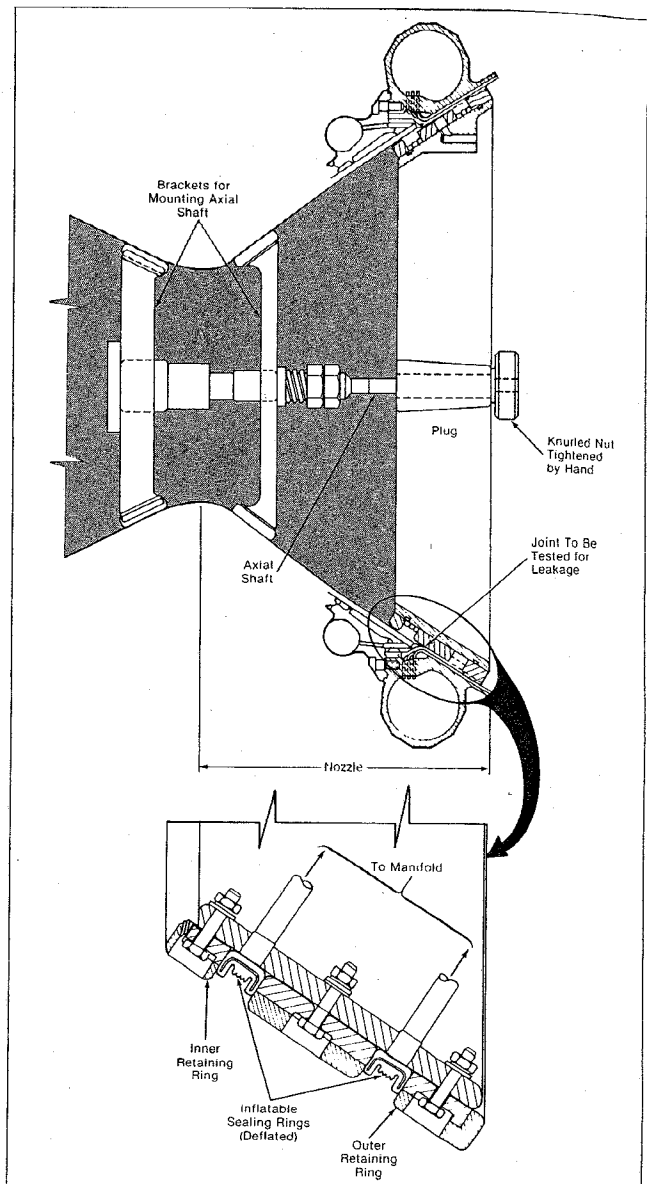 Brackets for
Mounting Axial
Shaft
Plug
Knurled Nut
Tightened
by Hand
Axial
Shaft
Joint To Be
Tested for
Leakage
Nozzle
To Manifold
Inner
Retaining
Ring
Inflatable
Sealing Rings
(Deflated)
Outer
Retaining
Ring